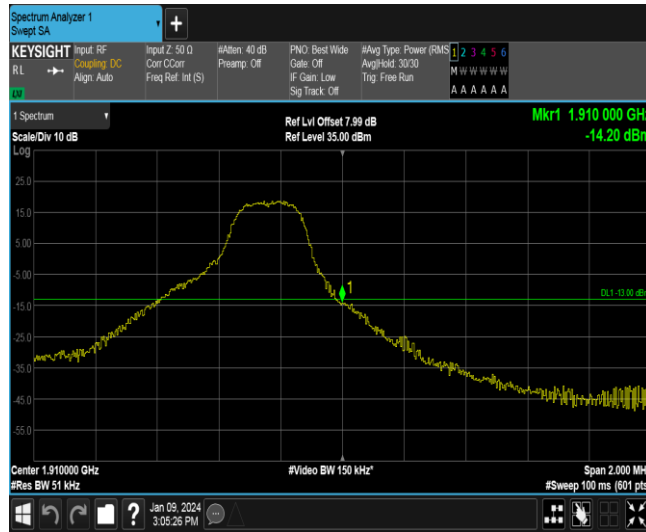 Spectrum Analyzer 1
Swept SA
KEYSIGHT
RL
LXI
Input: RF
Coupling: DC
Align: Auto
Input Z: 50 Ω
Corr CCorr
Freq Ref: Int (S)
#Atten: 40 dB
Preamp: Off
PNO: Best Wide
Gate: Off
IF Gain: Low
Sig Track: Off
#Avg Type: Power (RMS
Avg|Hold: 30/30
Trig: Free Run
1 2 3 4 5 6
M W W W W W
A A A A A A
1 Spectrum
Scale/Div 10 dB
Log
Ref Lvl Offset 7.99 dB
Ref Level 35.00 dBm
Mkr1 1.910 000 GHz
-14.20 dBm
25.0
15.0
5.00
-5.00
-15.0
-25.0
-35.0
-45.0
-55.0
1
DL1 -13.00 dBm
Center 1.910000 GHz
#Res BW 51 kHz
#Video BW 150 kHz*
Span 2.000 MHz
#Sweep 100 ms (601 pts)
?
Jan 09, 2024
3:05:26 PM